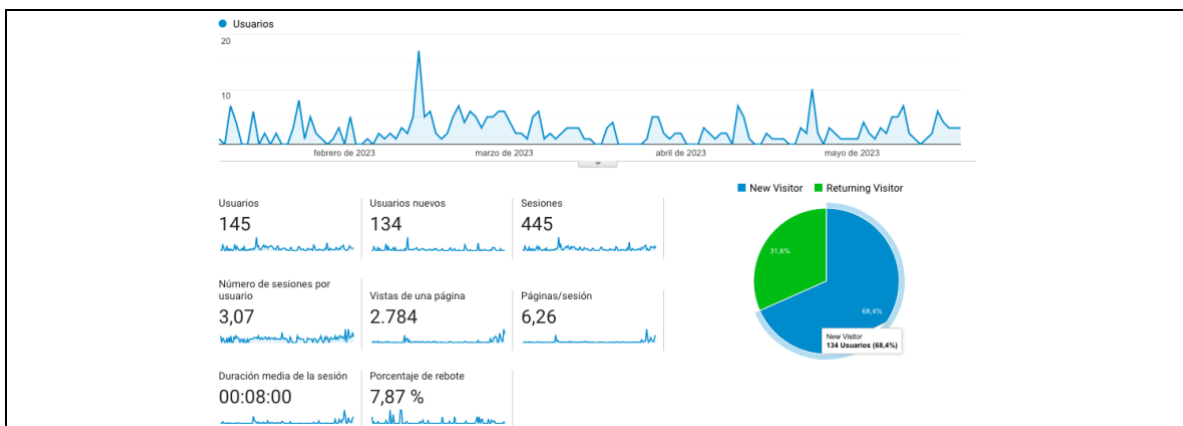 Usuarios
20
10
febrero de 2023
marzo de 2023
abril de 2023
mayo de 2023
New Visitor
Returning Visitor
Usuarios
145
Usuarios nuevos
134
Sesiones
445
Número de sesiones por
usuario
3,07
Vistas de una página
2.784
Páginas/sesión
6,26
Duración media de la sesión
00:08:00
Porcentaje de rebote
7,87 %
31,6%
68,4%
New Visitor
134 Usuarios (68,4%)